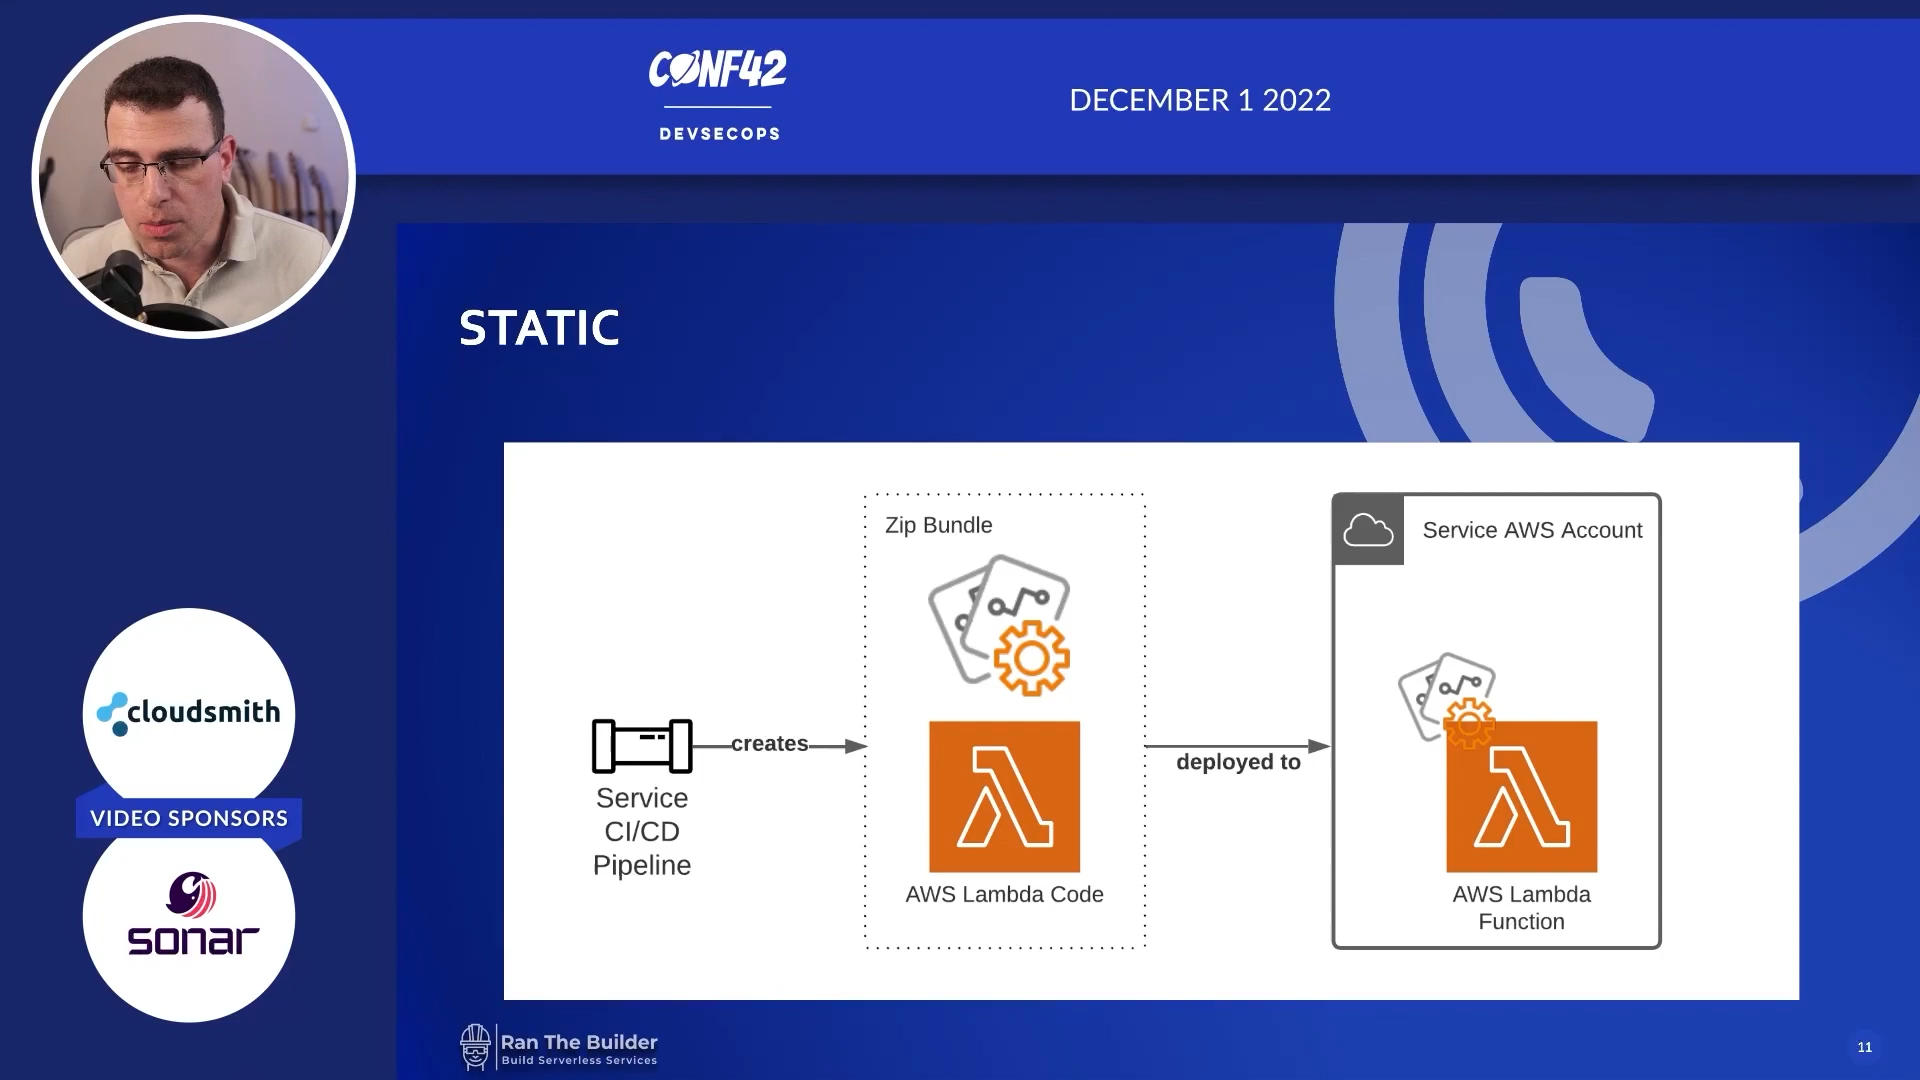 CONF42
DEVSECOPS
DECEMBER 1 2022
STATIC
Zip Bundle
Service AWS Account
creates
deployed to
Service
CI/CD
Pipeline
AWS Lambda Code
AWS Lambda
Function
cloudsmith
VIDEO SPONSORS
sonar
Ran The Builder
Build Serverless Services
11